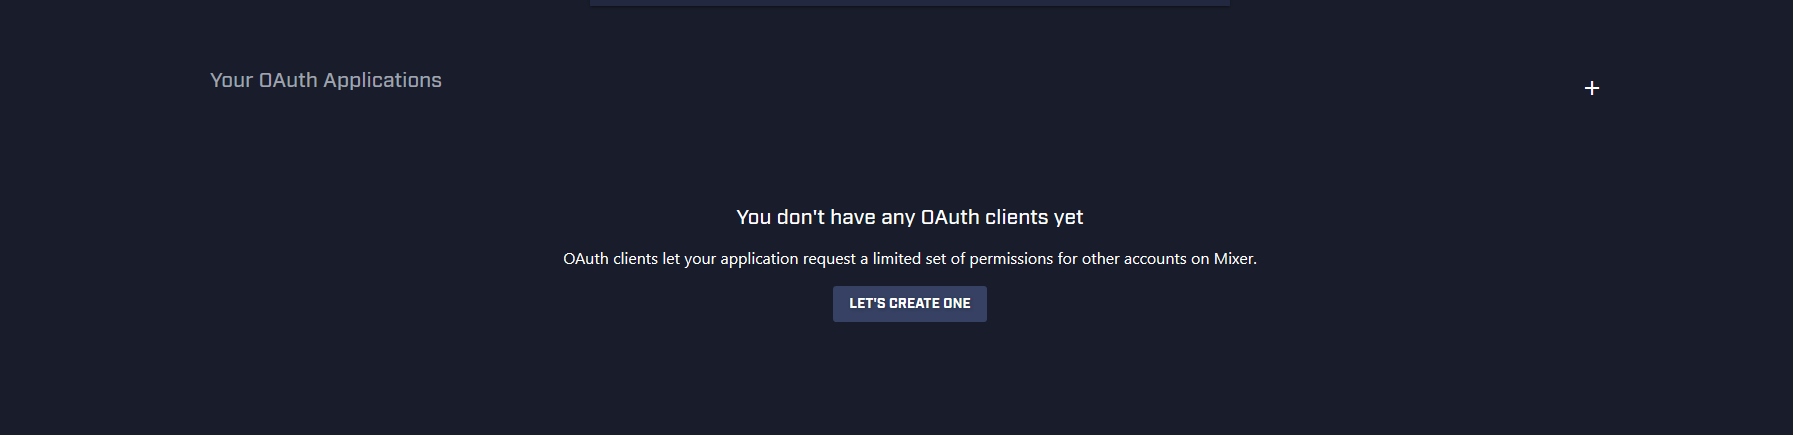 Your OAuth Applications
+
You don't have any OAuth clients yet
OAuth clients let your application request a limited set of permissions for other accounts on Mixer.
LET'S CREATE ONE